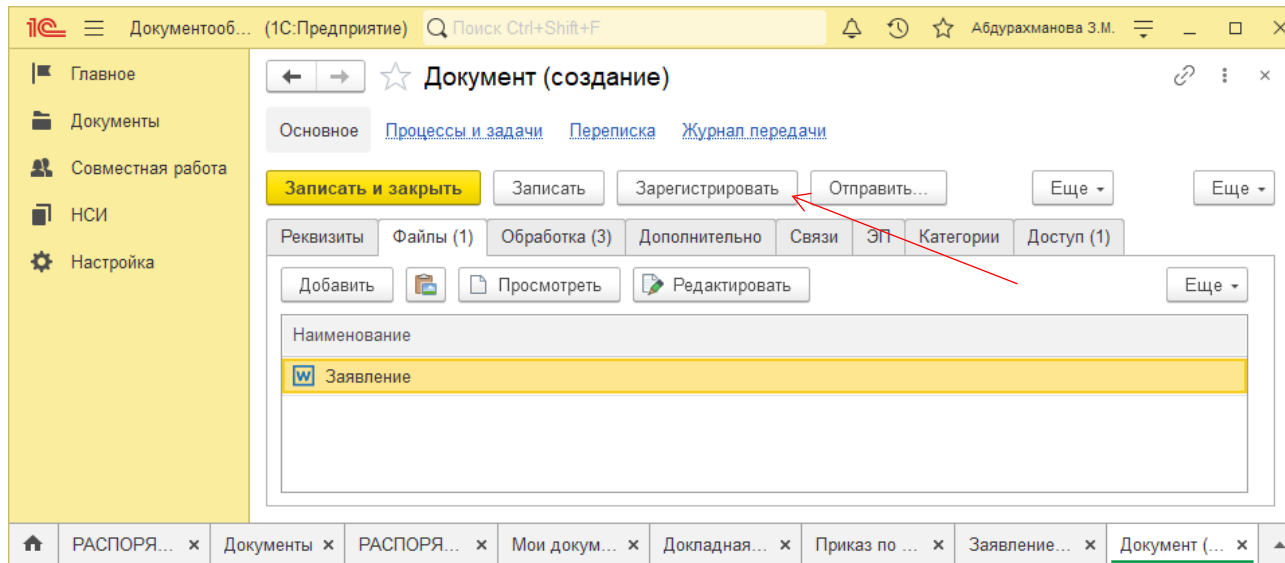 1С Документооб... (1С:Предприятие) Поиск Ctrl+Shift+F Абдурахманова З.М.
Главное
Документы
Совместная работа
НСИ
Настройка
Документ (создание)
Основное Процессы и задачи Переписка Журнал передачи
Записать и закрыть Записать Зарегистрировать Отправить... Еще Еще
Реквизиты Файлы (1) Обработка (3) Дополнительно Связи ЭП Категории Доступ (1)
Добавить Просмотреть Редактировать Еще
Наименование
W Заявление
РАСПОРЯ... Документы РАСПОРЯ... Мои докум... Докладная... Приказ по ... Заявление... Документ (...